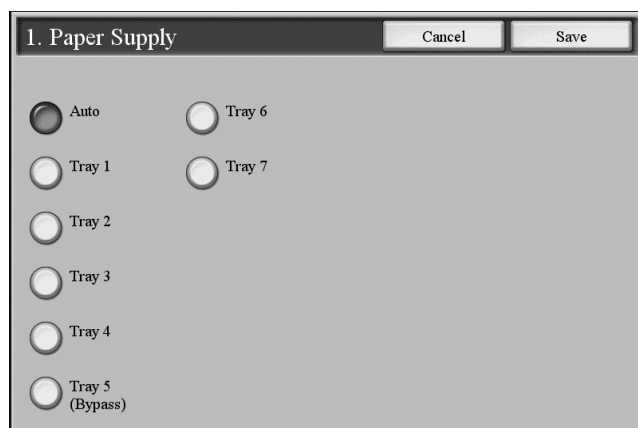 1. Paper Supply
Cancel
Save
Auto
Tray 1
Tray 2
Tray 3
Tray 4
Tray 5
(Bypass)
Tray 6
Tray 7